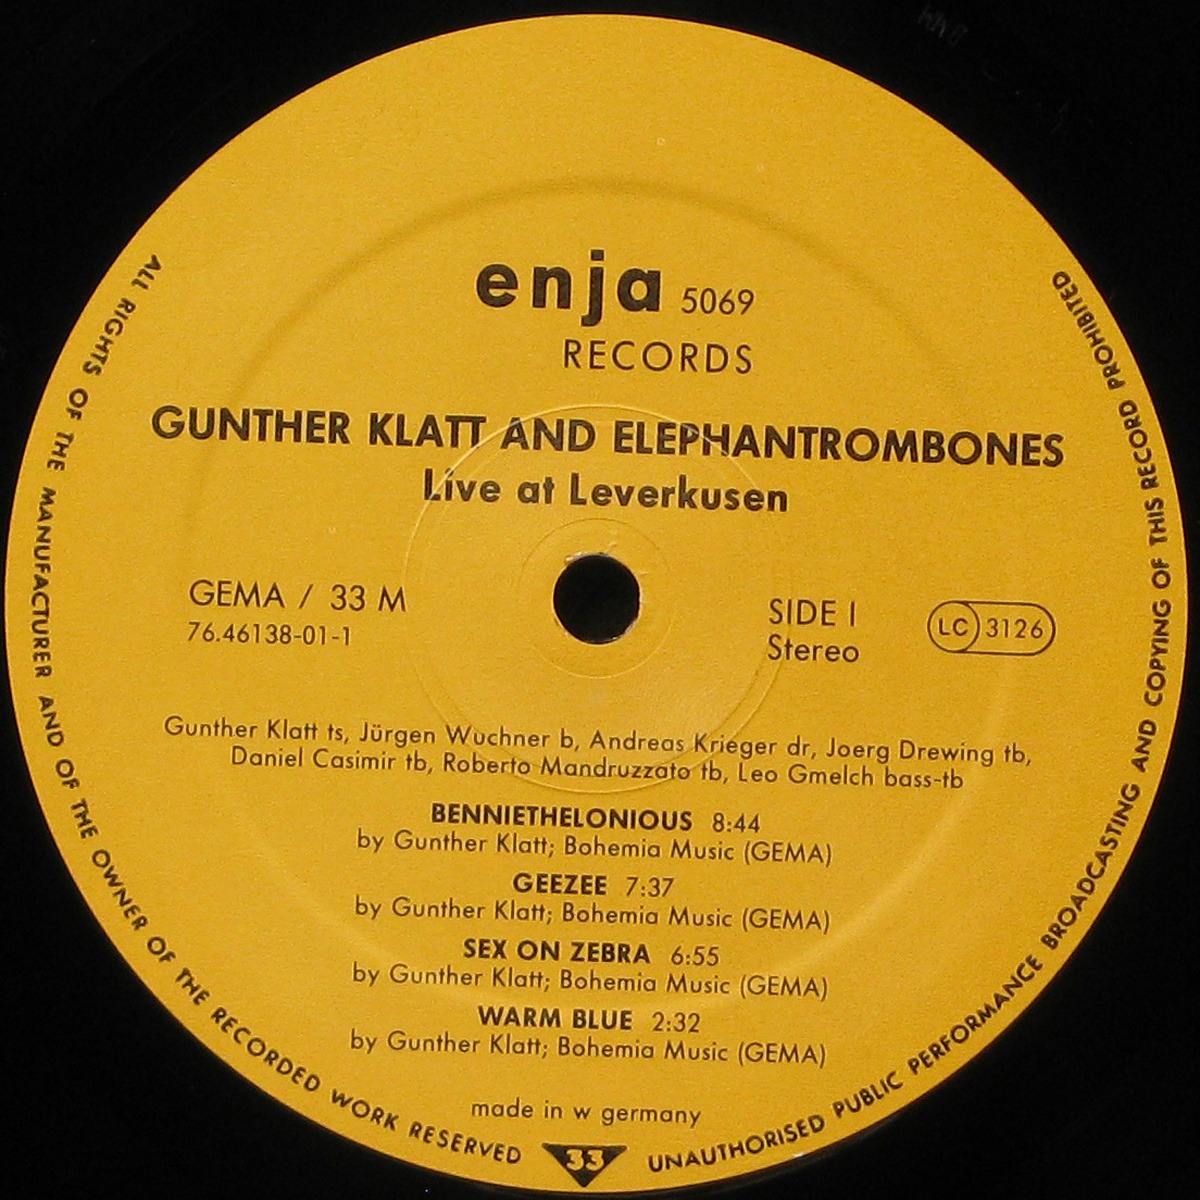 enja 5069
RECORDS
GUNTHER KLATT AND ELEPHANTROMBONES
Live at Leverkusen
GEMA / 33 M
76.46138-01-1
SIDE I
Stereo
LC 3126
Gunther Klatt ts, Jürgen Wuchner b, Andreas Krieger dr, Joerg Drewing tb,
Daniel Casimir tb, Roberto Mandruzzato tb, Leo Gmelch bass-tb
BENNIETHELONIOUS 8:44
by Gunther Klatt; Bohemia Music (GEMA)
GEEZEE 7:37
by Gunther Klatt; Bohemia Music (GEMA)
SEX ON ZEBRA 6:55
by Gunther Klatt; Bohemia Music (GEMA)
WARM BLUE 2:32
by Gunther Klatt; Bohemia Music (GEMA)
made in w germany
ALL RIGHTS OF THE MANUFACTURER AND OF THE OWNER OF THE RECORDED WORK RESERVED
33
UNAUTHORISED PUBLIC PERFORMANCE BROADCASTING AND COPYING OF THIS RECORD PROHIBITED